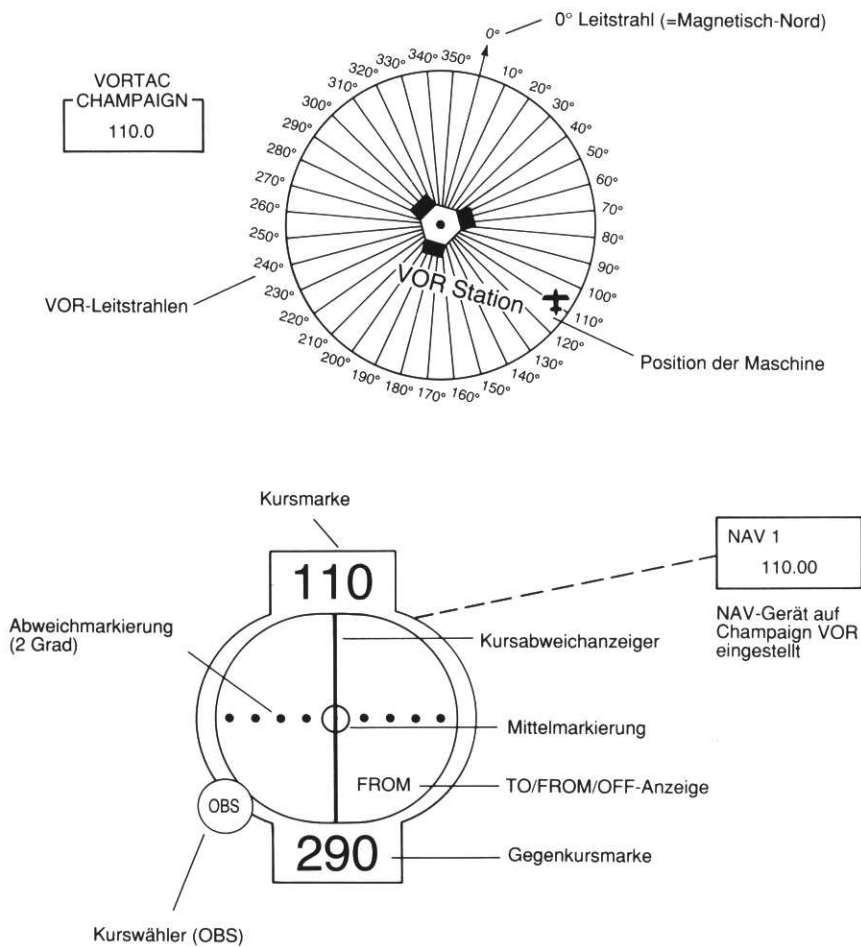 0° Leitstrahl (=Magnetisch-Nord)
VORTAC
CHAMPAIGN
110.0
0°
10°
20°
30°
40°
50°
60°
70°
80°
90°
100°
110°
120°
130°
140°
150°
160°
170°
180°
190°
200°
210°
220°
230°
240°
250°
260°
270°
280°
290°
300°
310°
320°
330°
340°
350°
VOR Station
VOR-Leitstrahlen
Position der Maschine
Kursmarke
110
NAV 1
110.00
NAV-Gerät auf
Champaign VOR
eingestellt
Abweichmarkierung
(2 Grad)
Kursabweichanzeiger
Mittelmarkierung
FROM
TO/FROM/OFF-Anzeige
OBS
290
Gegenkursmarke
Kurswähler (OBS)